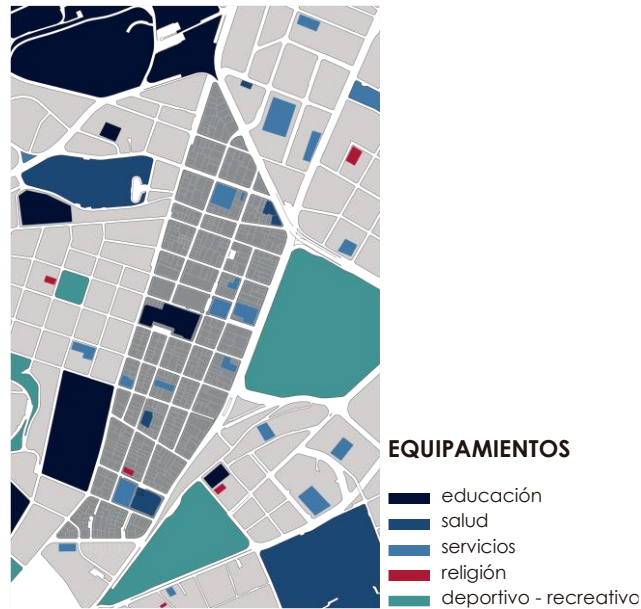 EQUIPAMIENTOS
educación
salud
servicios
religión
deportivo - recreativo